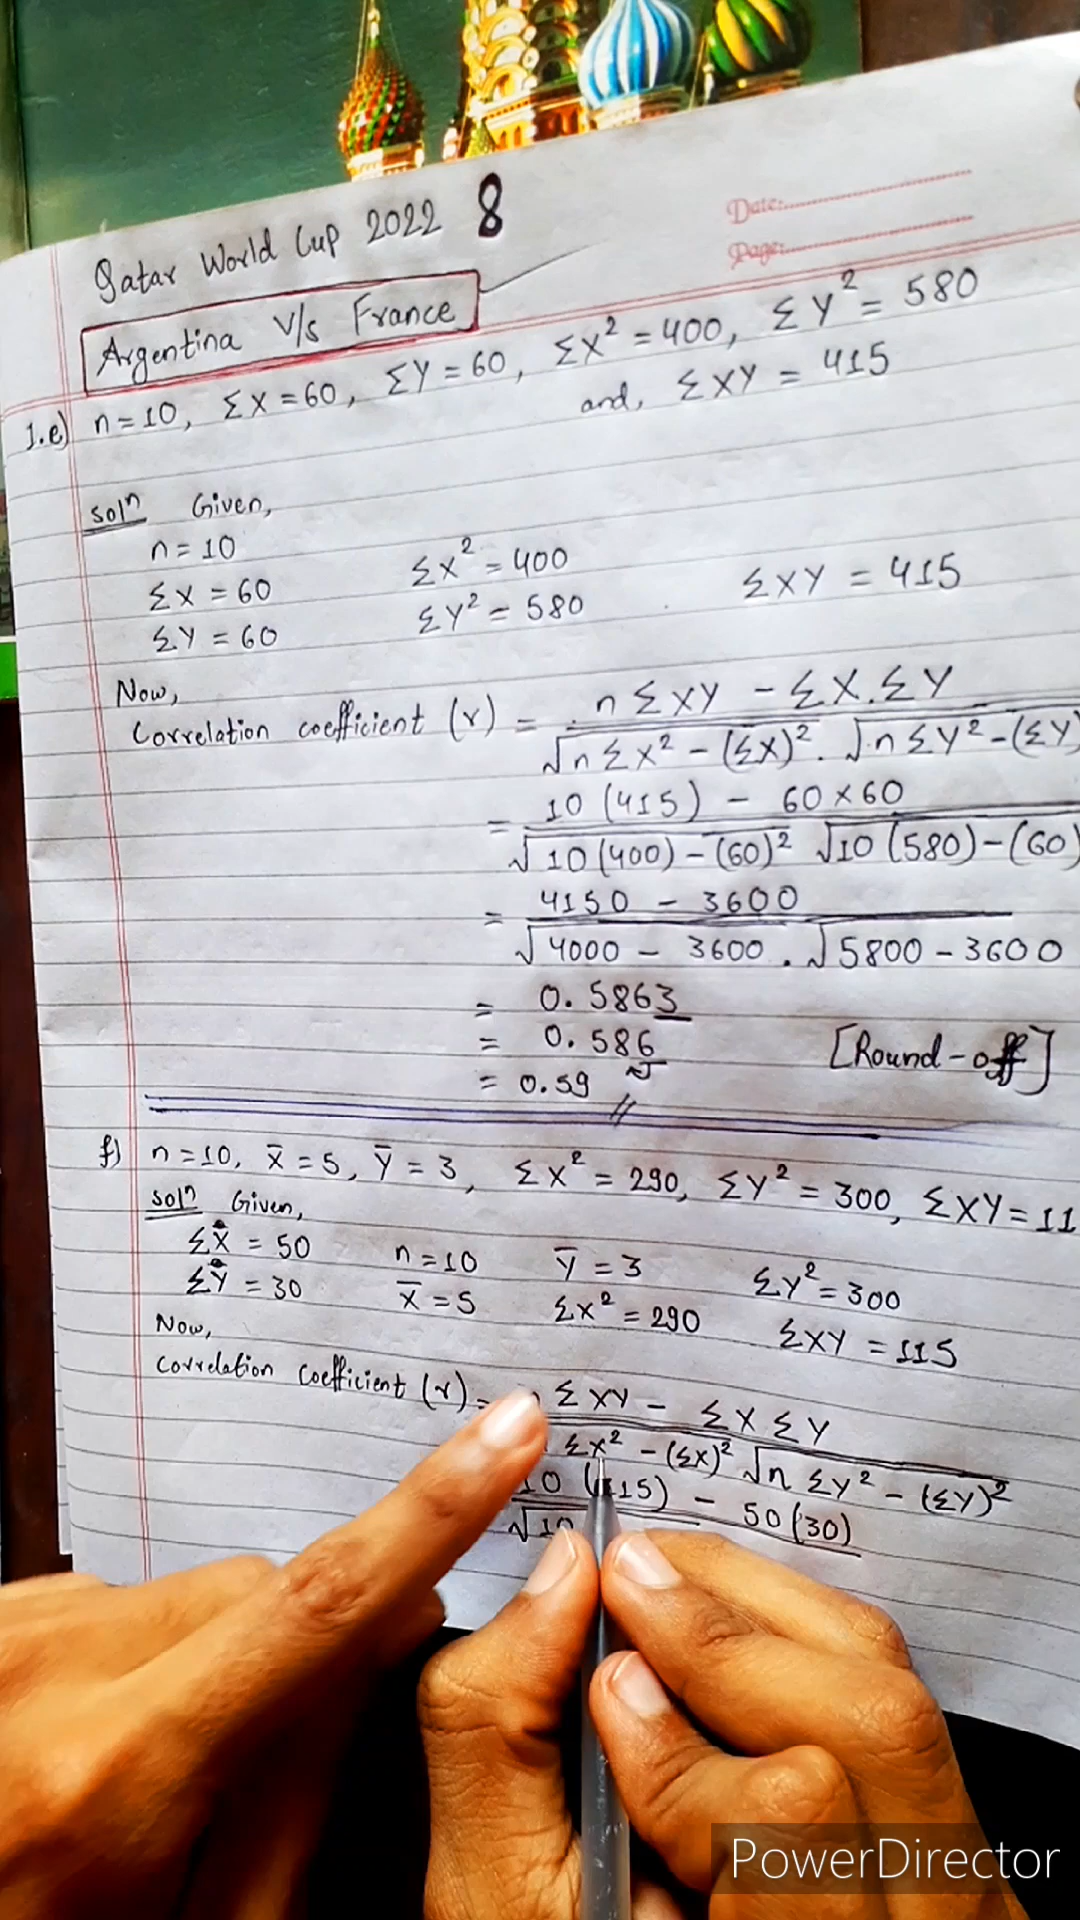 Qatar World Cup 2022 8
Date:
Page:
Argentina V/s France
1.e) n=10, ΣX=60, ΣY=60, ΣX²=400, ΣY²=580
and, ΣXY = 415
Solⁿ Given,
n=10
ΣX = 60 ΣX² = 400 ΣXY = 415
ΣY = 60 ΣY² = 580
Now,
Correlation coefficient (r) = nΣXY - ΣX.ΣY
√nΣX² - (ΣX)² . √nΣY² - (ΣY)
= 10 (415) - 60×60
√10(400) - (60)² √10(580) - (60)
= 4150 - 3600
√4000 - 3600 . √5800 - 3600
= 0.5863
= 0.586 [Round-off]
= 0.59
f) n=10, X̄=5, Ȳ=3, ΣX²=290, ΣY²=300, ΣXY=11
Solⁿ Given,
ΣX = 50 n=10 Ȳ=3 ΣY²=300
ΣY = 30 X̄=5 ΣX²=290 ΣXY=115
Now,
Correlation Coefficient (r) = ΣXY - ΣXΣY
ΣX² - (ΣX)² √nΣY² - (ΣY)²
10 (115) - 50(30)
√10
PowerDirector